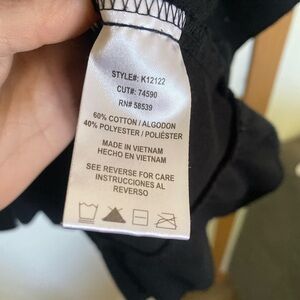 STYLE#: K12122
CUT#: 74590
RN# 58539
60% COTTON / ALGODON
40% POLYESTER / POLIÉSTER
MADE IN VIETNAM
HECHO EN VIETNAM
SEE REVERSE FOR CARE
INSTRUCCIONES AL
REVERSO